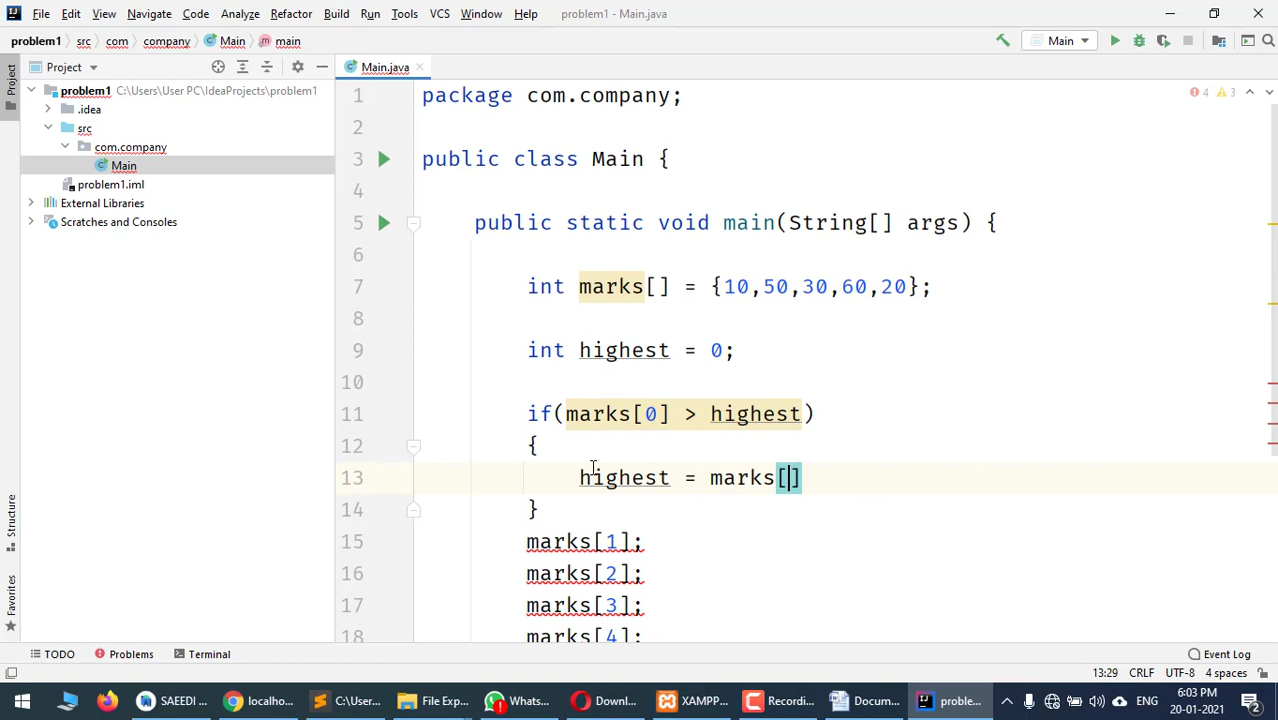 File Edit View Navigate Code Analyze Refactor Build Run Tools VCS Window Help problem1 - Main.java
problem1 src com company Main main Main
Project Main.java
problem1 C:\Users\User PC\IdeaProjects\problem1
.idea
src
com.company
Main
problem1.iml
External Libraries
Scratches and Consoles
Project
Structure
Favorites
4 3
1 package com.company;
2
3 public class Main {
4
5 public static void main(String[] args) {
6
7 int marks[] = {10,50,30,60,20};
8
9 int highest = 0;
10
11 if(marks[0] > highest)
12 {
13 highest = marks[]
14 }
15 marks[1];
16 marks[2];
17 marks[3];
18 marks[4];
TODO Problems Terminal Event Log
13:29 CRLF UTF-8 4 spaces
SAEEDI ... localho... C:\User... File Exp... Whats... Downl... XAMPP... Recordi... Docum... proble... ENG 6:03 PM
20-01-2021 2